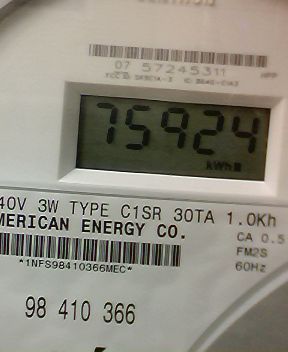 07 57245311
HPP
75924
kWh
40V 3W TYPE C1SR 30TA 1.0Kh
MERICAN ENERGY CO.
CA 0.5
*1NFS98410366MEC*
FM2S
60Hz
98 410 366